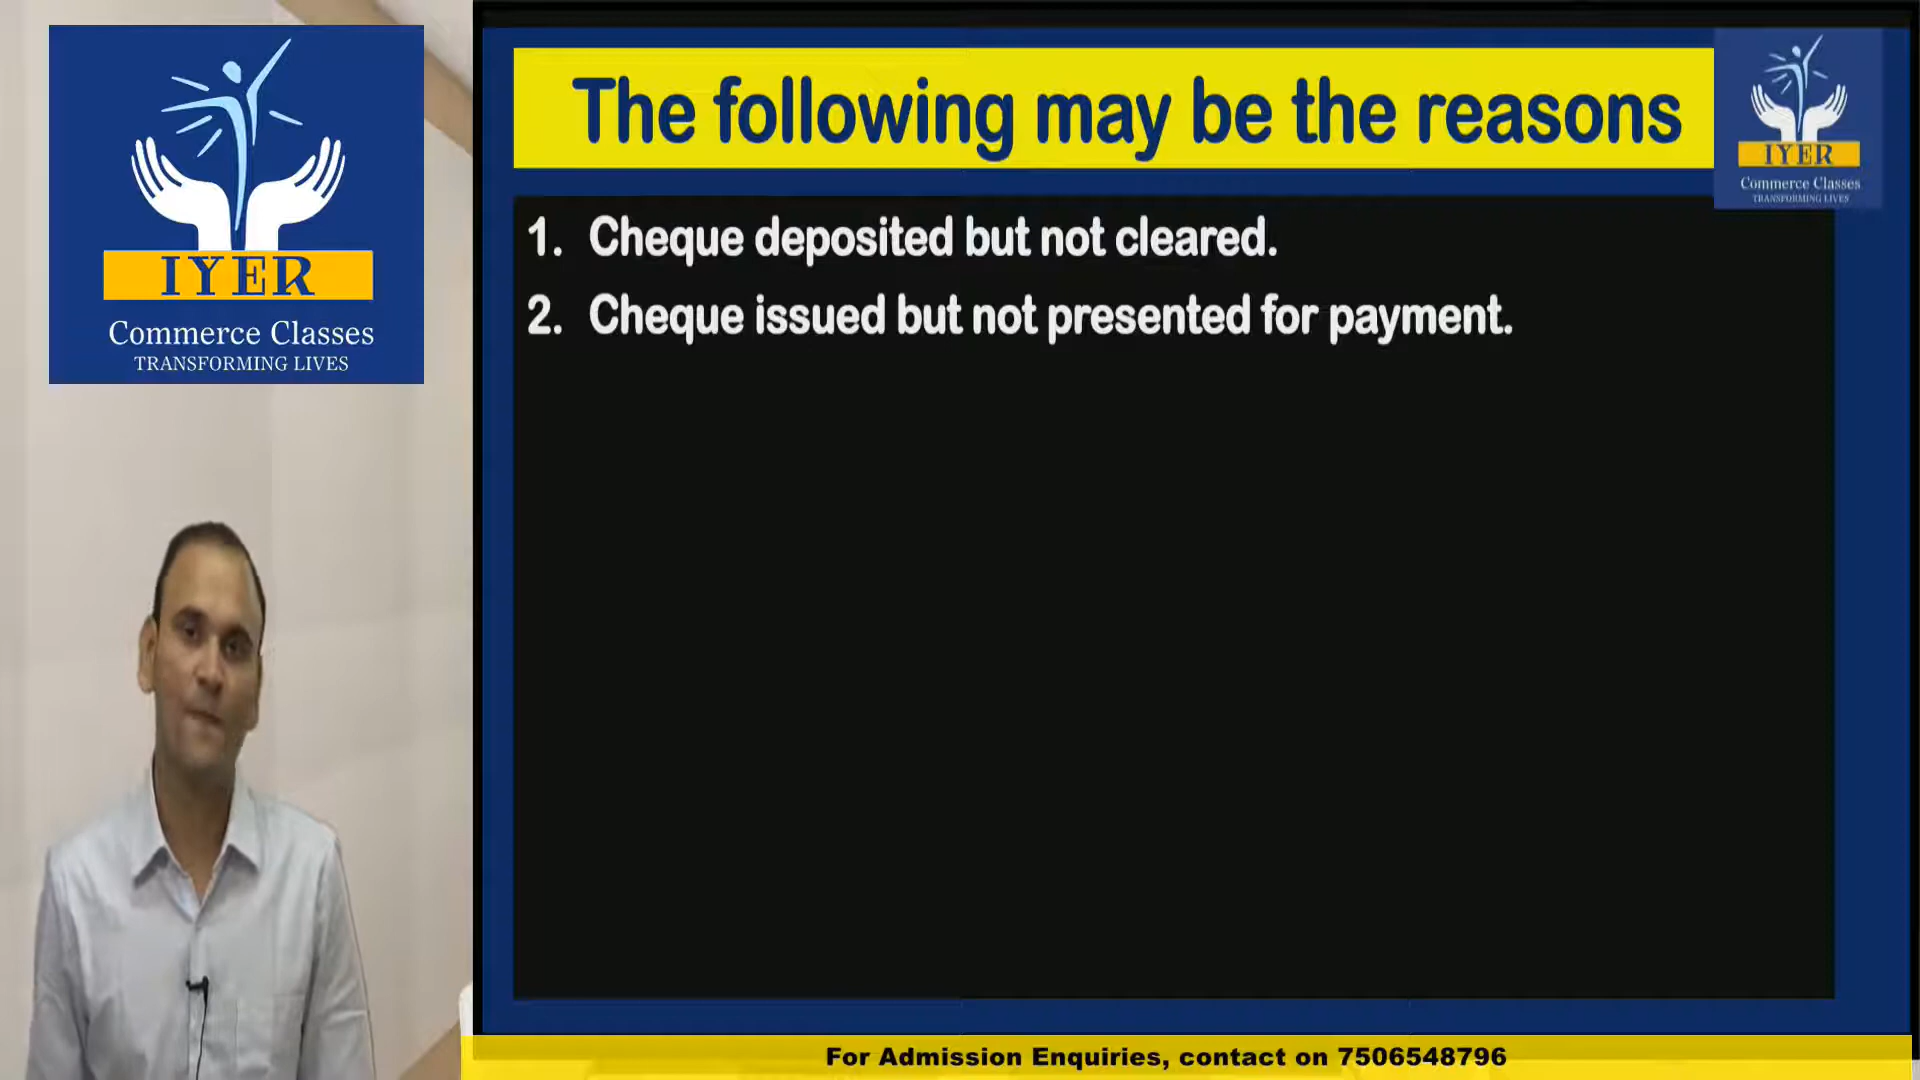 IYER
Commerce Classes
TRANSFORMING LIVES
The following may be the reasons
IYER
Commerce Classes
TRANSFORMING LIVES
1. Cheque deposited but not cleared.
2. Cheque issued but not presented for payment.
For Admission Enquiries, contact on 7506548796